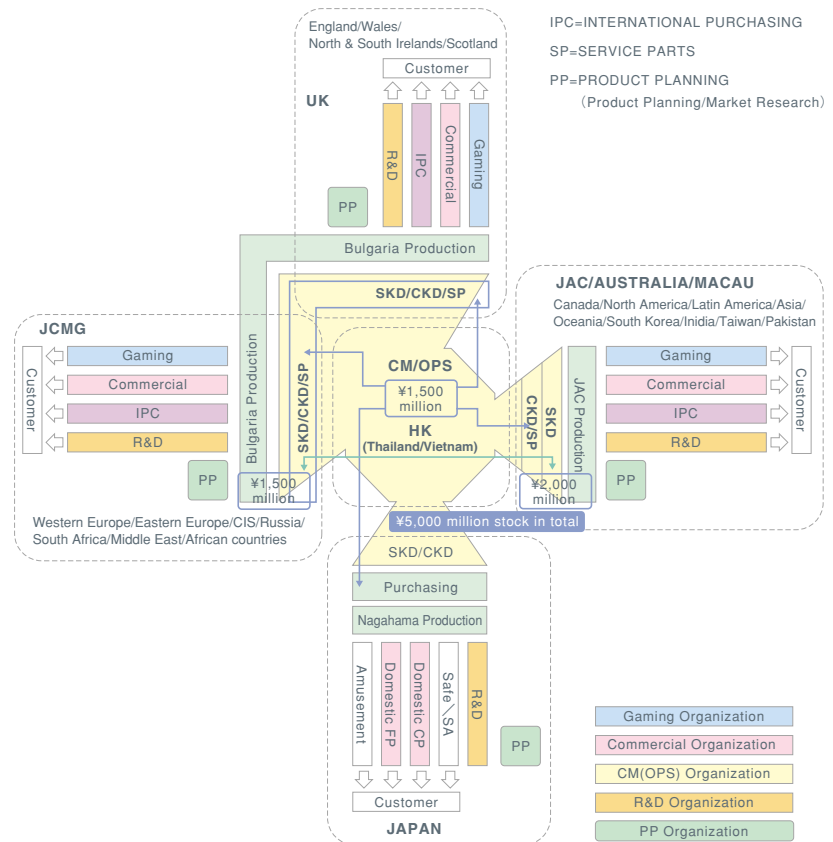 England/Wales/
North & South Irelands/Scotland
Customer
UK
R&D
IPC
Commercial
Gaming
PP
IPC=INTERNATIONAL PURCHASING
SP=SERVICE PARTS
PP=PRODUCT PLANNING
(Product Planning/Market Research)
Bulgaria Production
SKD/CKD/SP
JCMG
Customer
Gaming
Commercial
IPC
R&D
PP
Bulgaria Production
SKD/CKD/SP
¥1,500
million
Western Europe/Eastern Europe/CIS/Russia/
South Africa/Middle East/African countries
CM/OPS
¥1,500
million
HK
(Thailand/Vietnam)
JAC/AUSTRALIA/MACAU
Canada/North America/Latin America/Asia/
Oceania/South Korea/Inidia/Taiwan/Pakistan
CKD/SP
SKD
JAC Production
Gaming
Commercial
IPC
R&D
Customer
PP
¥2,000
million
¥5,000 million stock in total
SKD/CKD
Purchasing
Nagahama Production
Amusement
Domestic FP
Domestic CP
Safe／SA
R&D
PP
Customer
JAPAN
Gaming Organization
Commercial Organization
CM(OPS) Organization
R&D Organization
PP Organization